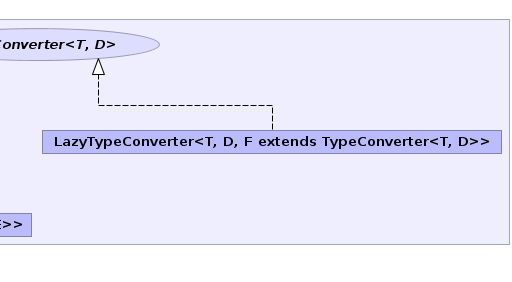 onverter<T, D>
LazyTypeConverter<T, D, F extends TypeConverter<T, D>>
>>